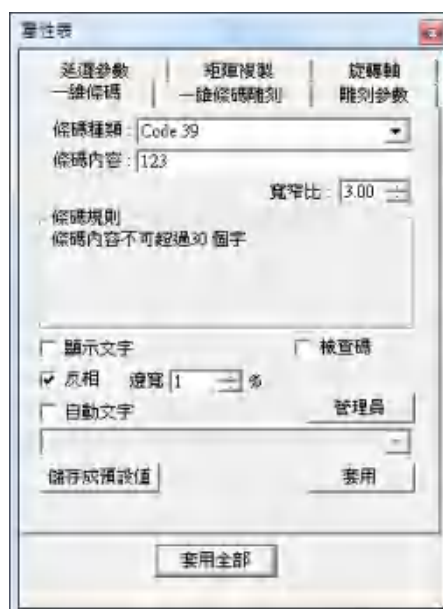 屬性表
延遲參數 矩陣複製 旋轉軸
一維條碼 一維條碼雕刻 雕刻參數
條碼種類： Code 39
條碼內容： 123
寬窄比： 3.00
條碼規則
條碼內容不可超過30 個字
顯示文字 檢查碼
反相 邊寬 1 %
自動文字 管理員
儲存成預設值 套用
套用全部